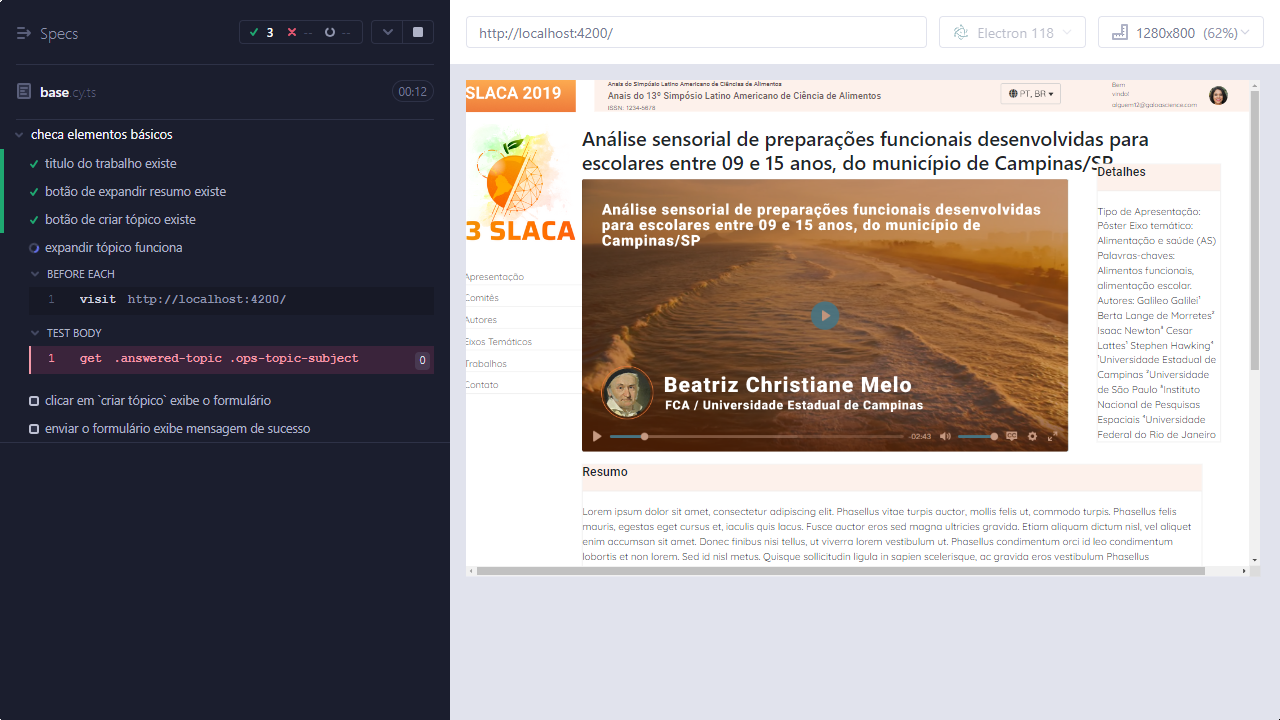 Specs
3
--
--
base.cy.ts
00:12
checa elementos básicos
titulo do trabalho existe
botão de expandir resumo existe
botão de criar tópico existe
expandir tópico funciona
BEFORE EACH
1 visit http://localhost:4200/
TEST BODY
1 get .answered-topic .ops-topic-subject 0
clicar em `criar tópico` exibe o formulário
enviar o formulário exibe mensagem de sucesso
http://localhost:4200/
Electron 118
1280x800 (62%)
SLACA 2019
Anais do Simpósio Latino Americano de Ciências de Alimentos
Anais do 13º Simpósio Latino Americano de Ciência de Alimentos
ISSN: 1234-5678
PT, BR
Bem
vindo!
alguem12@galoascience.com
3 SLACA
Apresentação
Comitês
Autores
Eixos Temáticos
Trabalhos
Contato
Análise sensorial de preparações funcionais desenvolvidas para
escolares entre 09 e 15 anos, do município de Campinas/SP
Análise sensorial de preparações funcionais desenvolvidas
para escolares entre 09 e 15 anos, do município de
Campinas/SP
Beatriz Christiane Melo
FCA / Universidade Estadual de Campinas
-02:43
Detalhes
Tipo de Apresentação:
Pôster Eixo temático:
Alimentação e saúde (AS)
Palavras-chaves:
Alimentos funcionais,
alimentação escolar.
Autores: Galileo Galilei¹
Berta Lange de Morretes²
Isaac Newton³ Cesar
Lattes¹ Stephen Hawking⁴
¹Universidade Estadual de
Campinas ²Universidade
de São Paulo ³Instituto
Nacional de Pesquisas
Espaciais ⁴Universidade
Federal do Rio de Janeiro
Resumo
Lorem ipsum dolor sit amet, consectetur adipiscing elit. Phasellus vitae turpis auctor, mollis felis ut, commodo turpis. Phasellus felis
mauris, egestas eget cursus et, iaculis quis lacus. Fusce auctor eros sed magna ultricies gravida. Etiam aliquam dictum nisl, vel aliquet
enim accumsan sit amet. Donec finibus nisi tellus, ut viverra lorem vestibulum ut. Phasellus condimentum orci id leo condimentum
lobortis et non lorem. Sed id nisl metus. Quisque sollicitudin ligula in sapien scelerisque, ac gravida eros vestibulum Phasellus